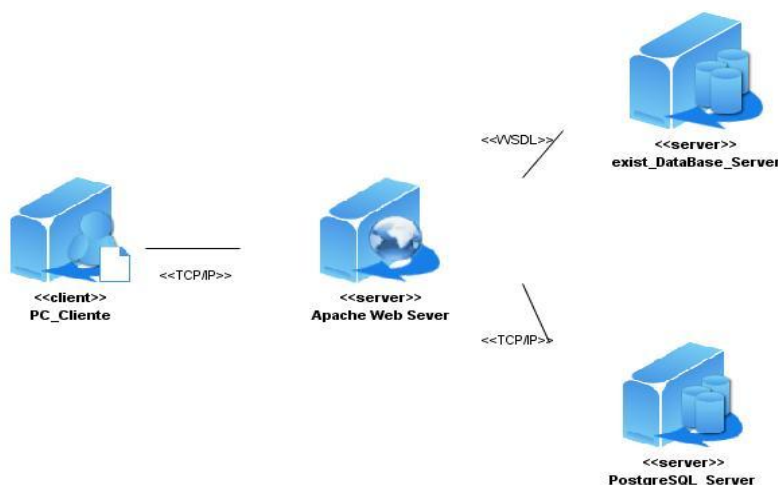 <<WSDL>>
<<server>>
exist_DataBase_Server
<<TCP/IP>>
<<client>>
PC_Cliente
<<server>>
Apache Web Sever
<<TCP/IP>>
<<server>>
PostgreSQL_Server